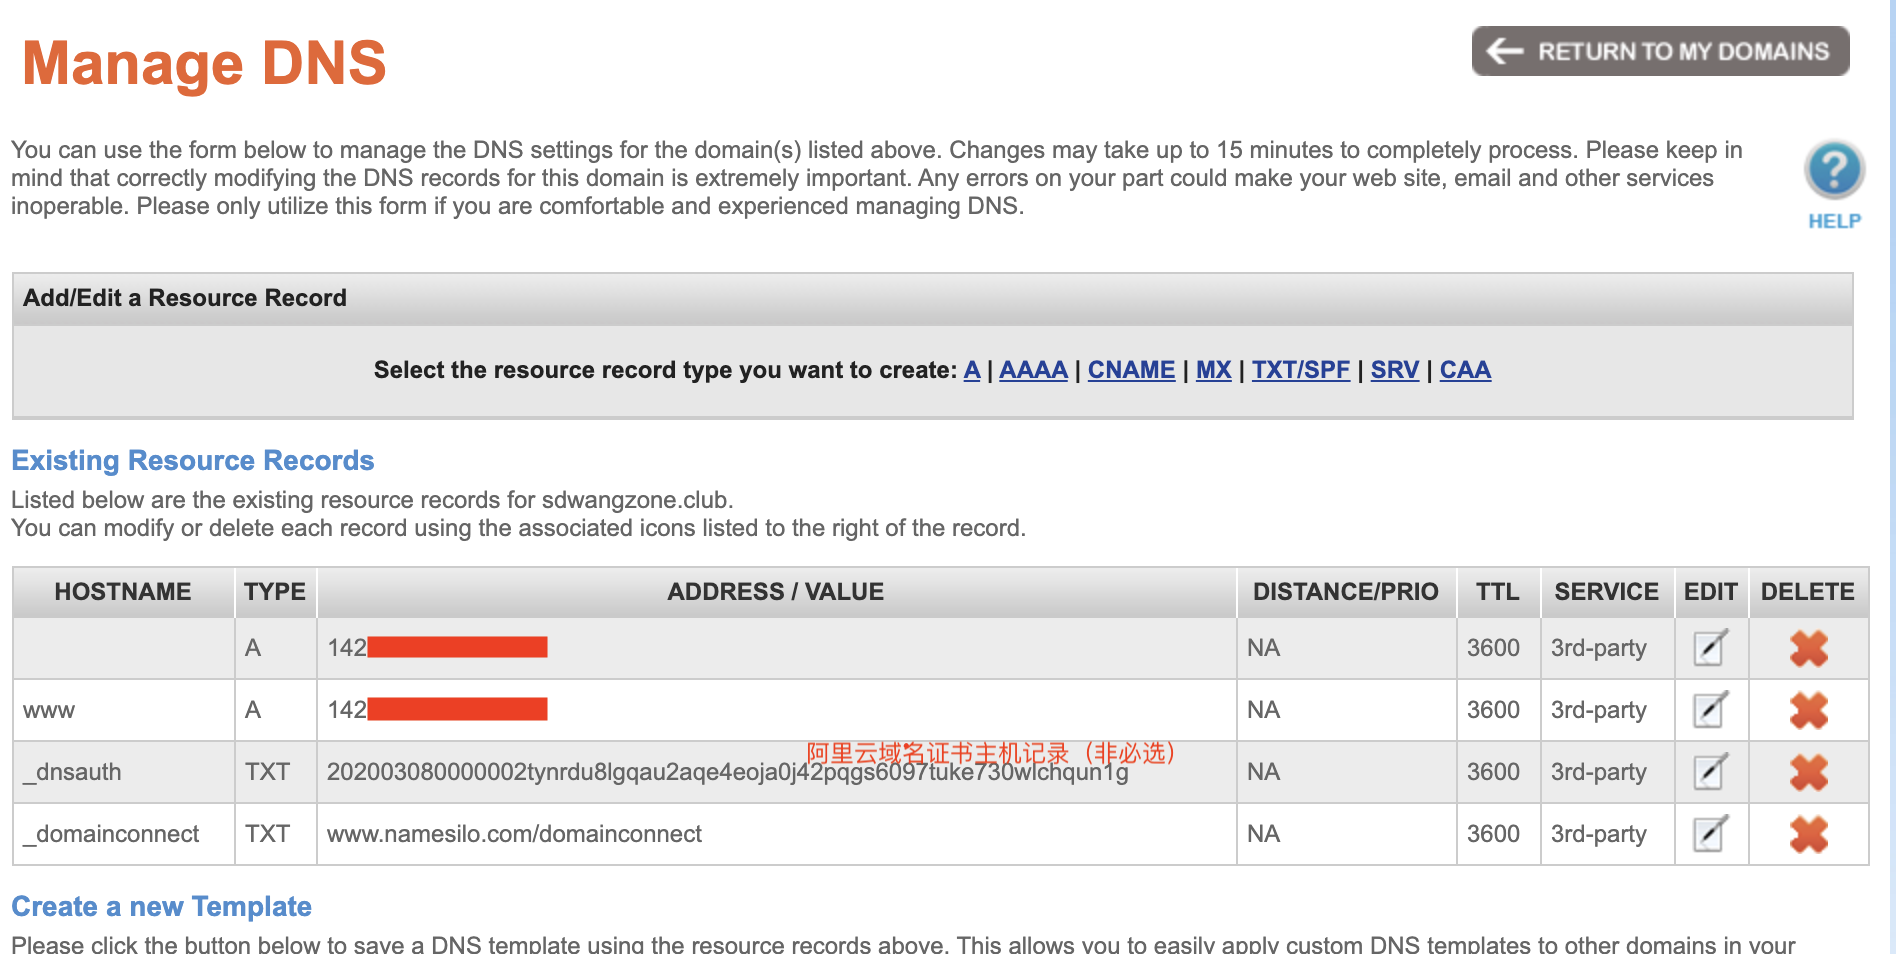 Manage DNS
RETURN TO MY DOMAINS
You can use the form below to manage the DNS settings for the domain(s) listed above. Changes may take up to 15 minutes to completely process. Please keep in
mind that correctly modifying the DNS records for this domain is extremely important. Any errors on your part could make your web site, email and other services
inoperable. Please only utilize this form if you are comfortable and experienced managing DNS.
HELP
Add/Edit a Resource Record
Select the resource record type you want to create: A | AAAA | CNAME | MX | TXT/SPF | SRV | CAA
Existing Resource Records
Listed below are the existing resource records for sdwangzone.club.
You can modify or delete each record using the associated icons listed to the right of the record.
HOSTNAME TYPE ADDRESS / VALUE DISTANCE/PRIO TTL SERVICE EDIT DELETE
A 142 NA 3600 3rd-party
www A 142 NA 3600 3rd-party
阿里云域名证书主机记录（非必选）
_dnsauth TXT 202003080000002tynrdu8lgqau2aqe4eoja0j42pqgs6097tuke730wlchqun1g NA 3600 3rd-party
_domainconnect TXT www.namesilo.com/domainconnect NA 3600 3rd-party
Create a new Template
Please click the button below to save a DNS template using the resource records above. This allows you to easily apply custom DNS templates to other domains in your